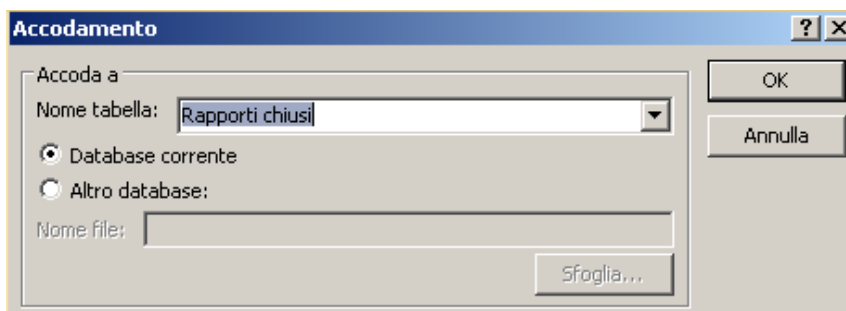 Accodamento
Accoda a
Nome tabella: Rapporti chiusi
Database corrente
Altro database:
Nome file:
Sfoglia...
OK
Annulla